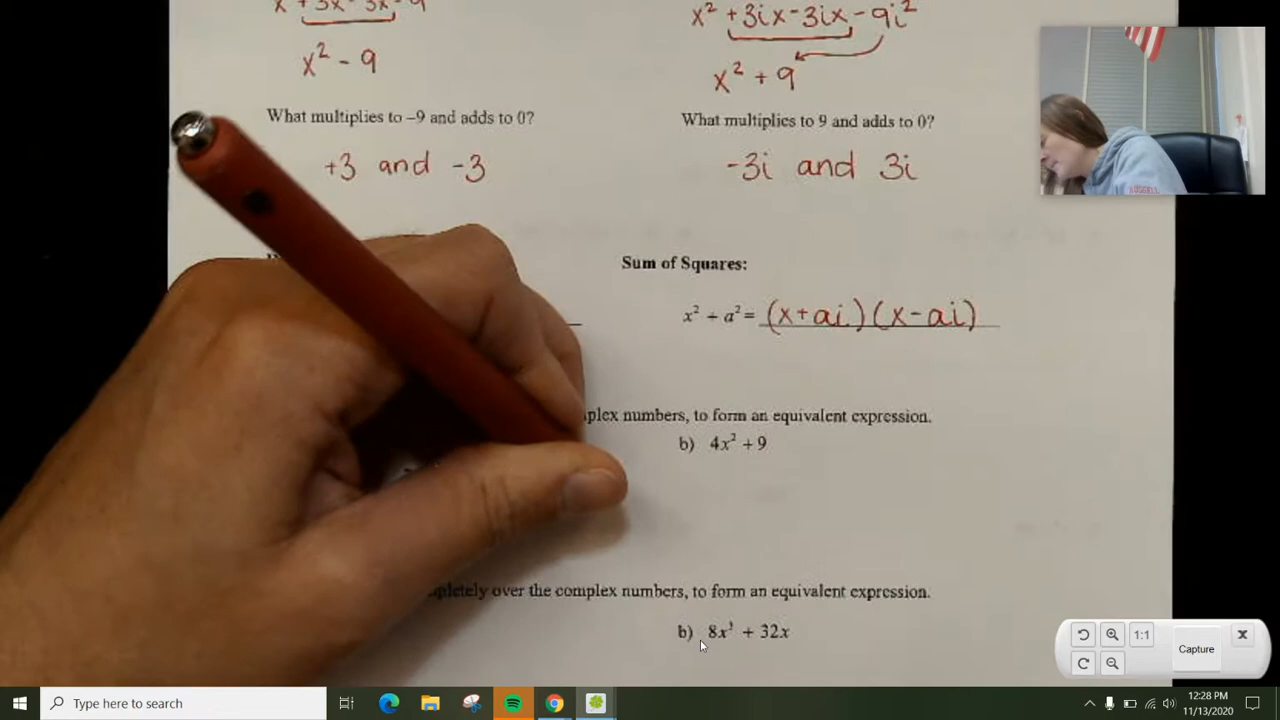 x² + 3ix - 3ix - 9i²
x² - 9
x² + 9
What multiplies to –9 and adds to 0?
What multiplies to 9 and adds to 0?
+3 and -3
-3i and 3i
Sum of Squares:
x² + a² = (x+ai)(x-ai)
numbers, to form an equivalent expression.
b) 4x² + 9
over the complex numbers, to form an equivalent expression.
b) 8x³ + 32x
RUSSELL
1:1
Capture
Type here to search
12:28 PM
11/13/2020